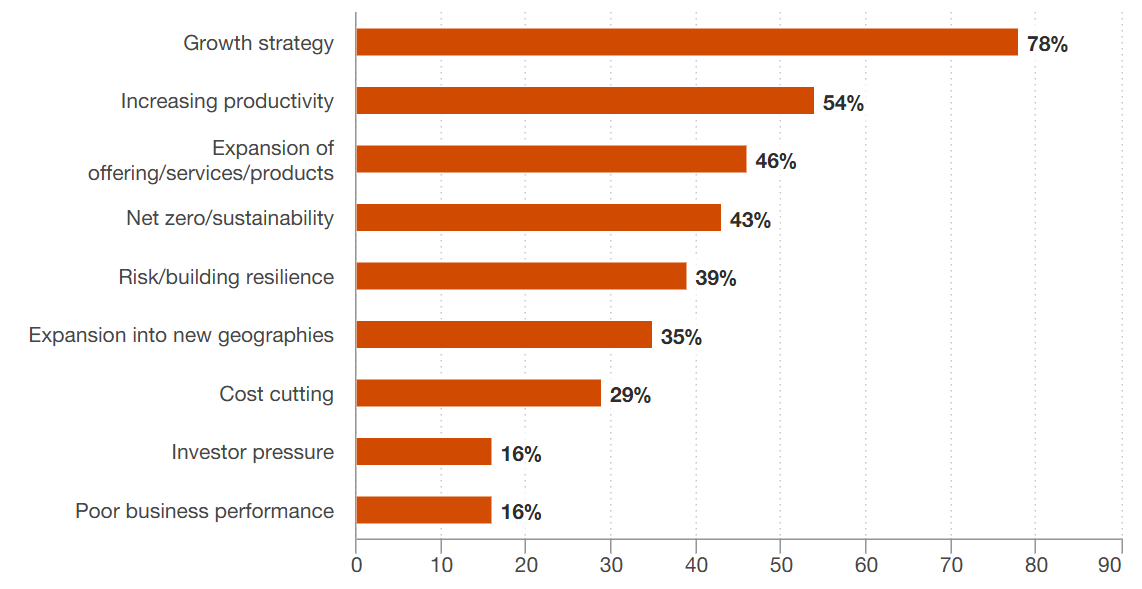 Growth strategy
78%
Increasing productivity
54%
Expansion of
offering/services/products
46%
Net zero/sustainability
43%
Risk/building resilience
39%
Expansion into new geographies
35%
Cost cutting
29%
Investor pressure
16%
Poor business performance
16%
0 10 20 30 40 50 60 70 80 90